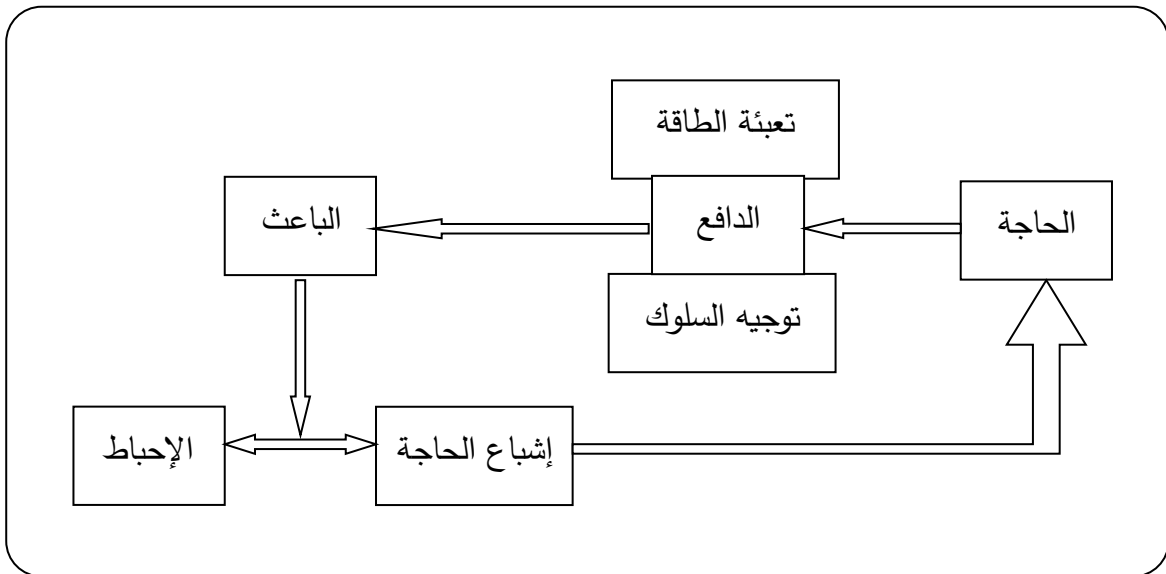 تعبئة الطاقة
الحاجة
الدافع
الباعث
توجيه السلوك
إشباع الحاجة
الإحباط